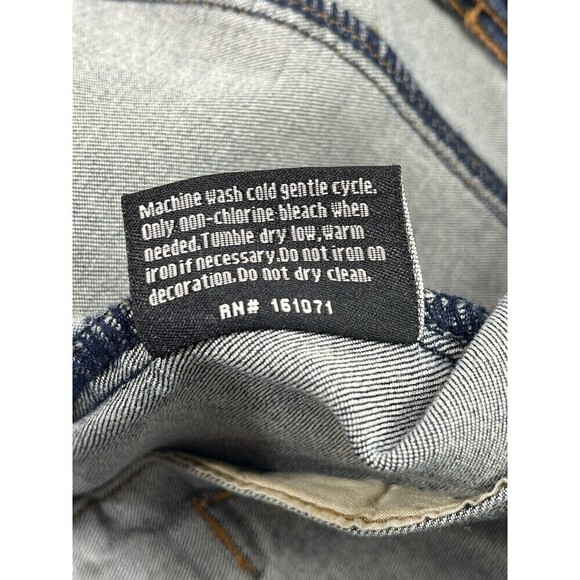 Machine wash cold gentle cycle.
Only non-chlorine bleach when
needed.Tumble dry low,warm
iron if necessary.Do not iron on
decoration.Do not dry clean.
RN# 161071